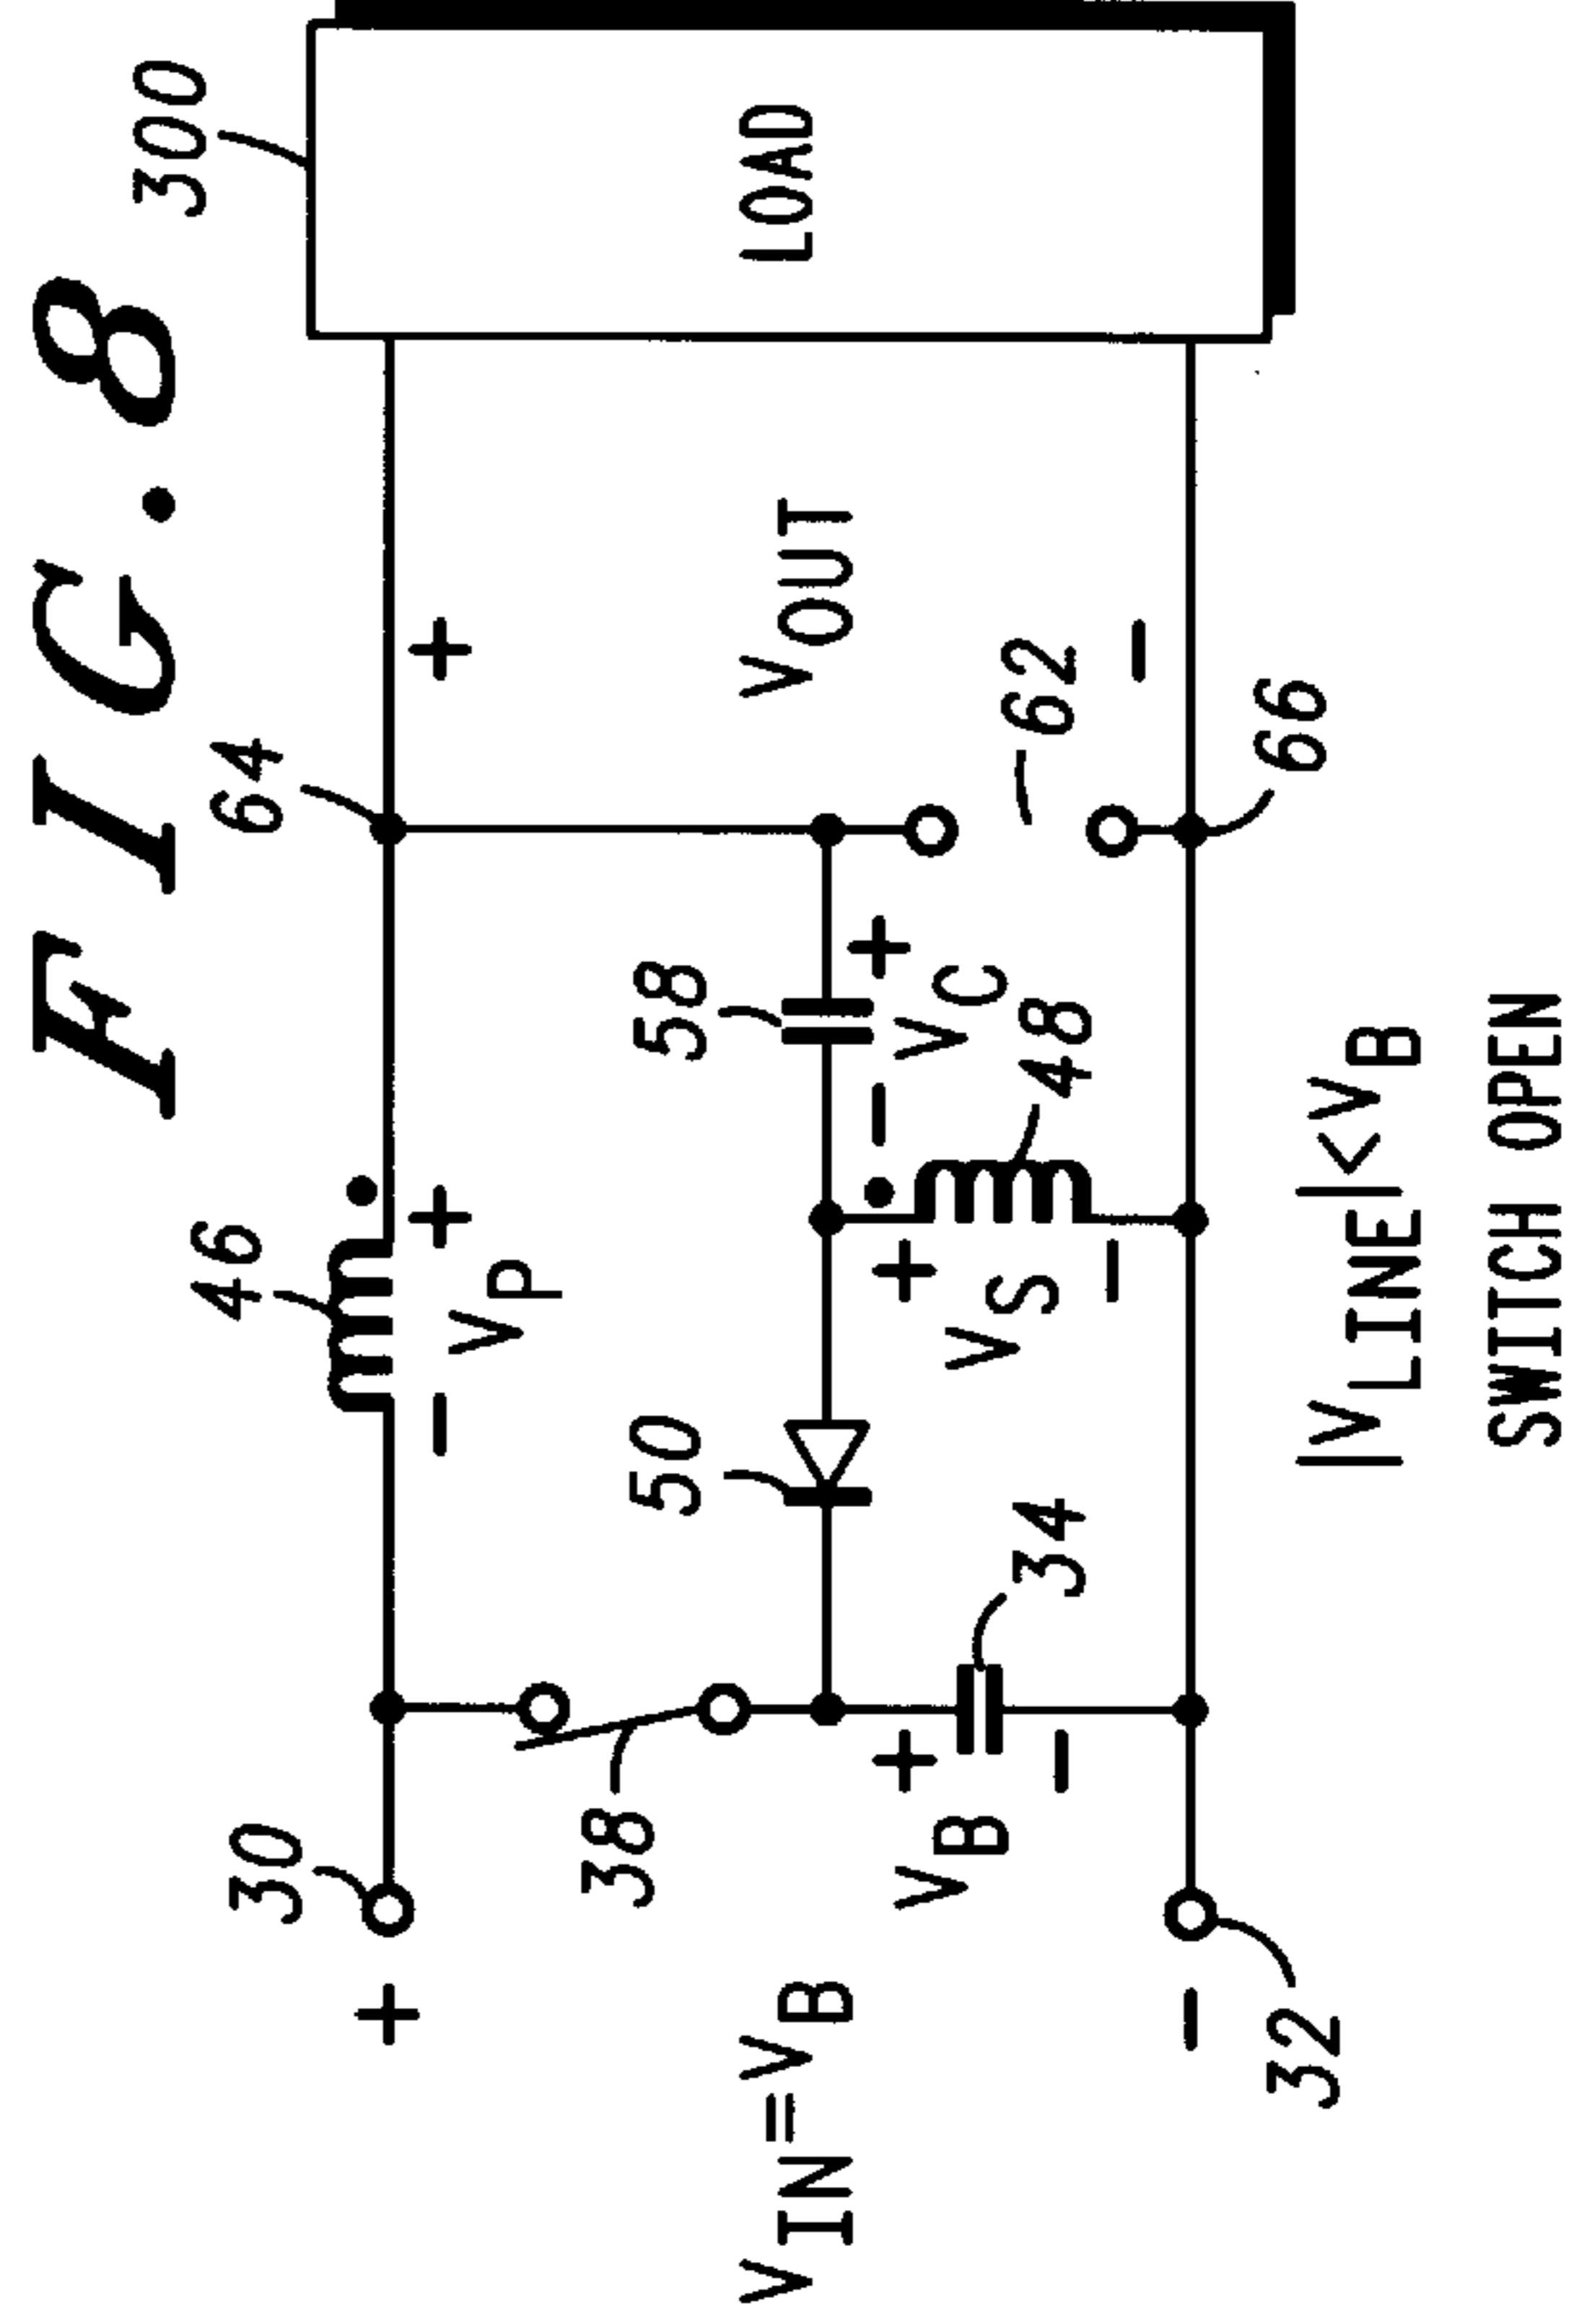 FIG. 8
300
64
46
30
+
+
- VP +
LOAD
58
50
38
VIN=VB
VOUT
- VC +
48
62
+
VS
-
+
VB
-
34
-
-
66
32
|VLINE|<VB
SWITCH OPEN